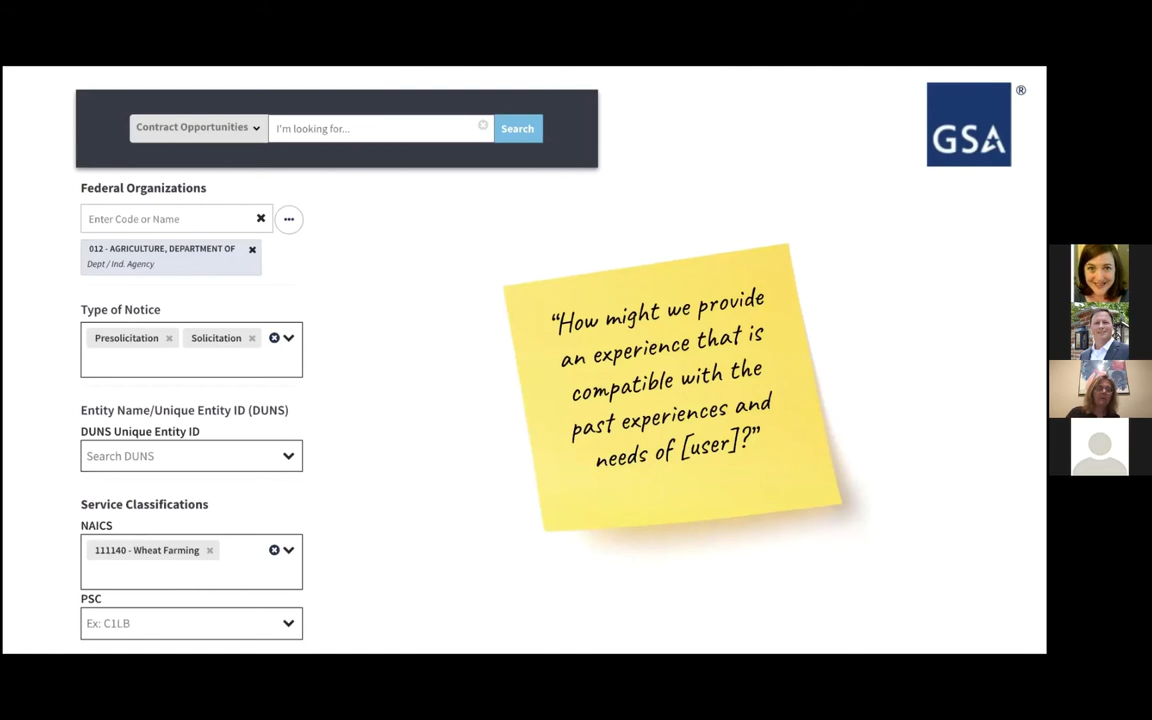 Contract Opportunities
I'm looking for...
Search
GSA
®
Federal Organizations
Enter Code or Name
012 - AGRICULTURE, DEPARTMENT OF
Dept / Ind. Agency
Type of Notice
Presolicitation
Solicitation
Entity Name/Unique Entity ID (DUNS)
DUNS Unique Entity ID
Search DUNS
Service Classifications
NAICS
111140 - Wheat Farming
PSC
Ex: C1LB
“How might we provide
an experience that is
compatible with the
past experiences and
needs of [user]?”